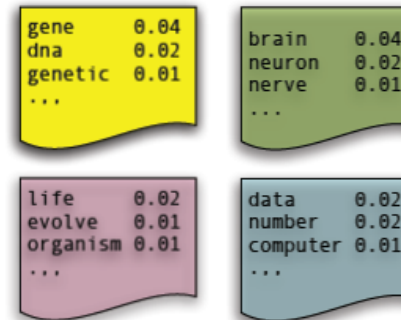 gene 0.04
dna 0.02
genetic 0.01
...
brain 0.04
neuron 0.02
nerve 0.01
...
life 0.02
evolve 0.01
organism 0.01
...
data 0.02
number 0.02
computer 0.01
...